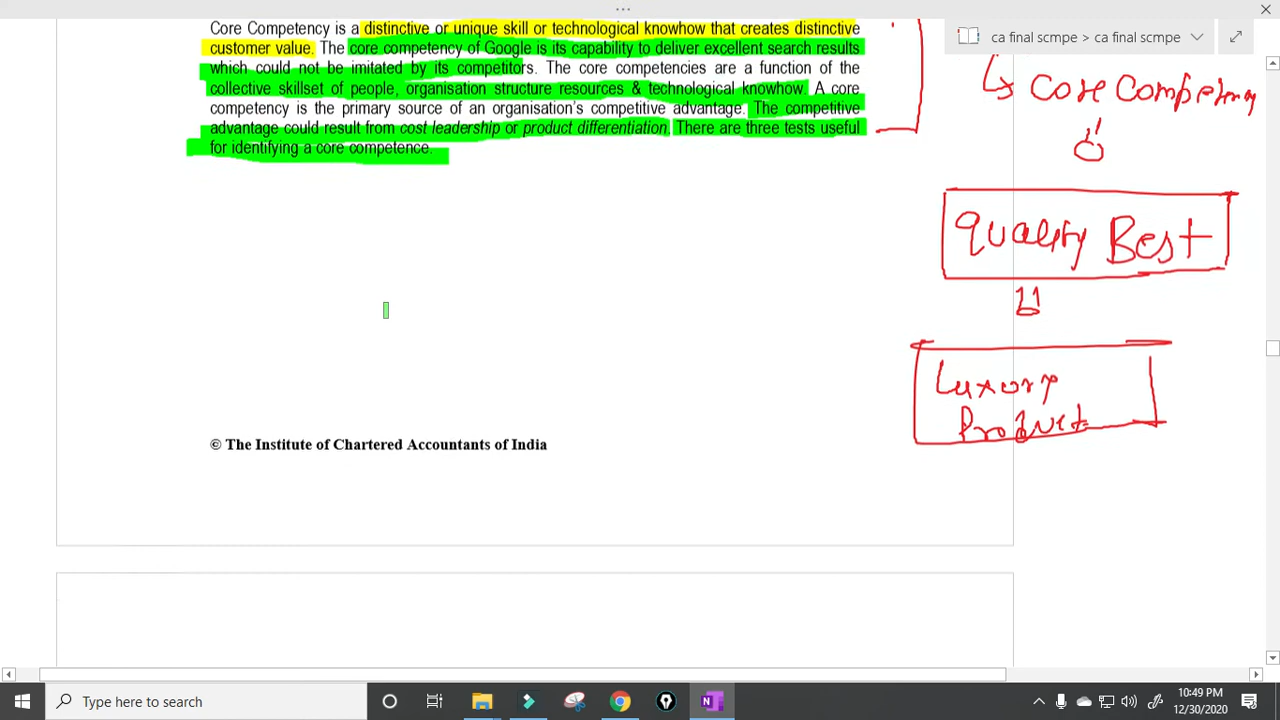 Core Competency is a distinctive or unique skill or technological knowhow that creates distinctive
customer value. The core competency of Google is its capability to deliver excellent search results
which could not be imitated by its competitors. The core competencies are a function of the
collective skillset of people, organisation structure resources & technological knowhow. A core
competency is the primary source of an organisation's competitive advantage. The competitive
advantage could result from cost leadership or product differentiation. There are three tests useful
for identifying a core competence.
© The Institute of Chartered Accountants of India
ca final scmpe > ca final scmpe
Core Competency
Quality Best
Luxory
Product
Type here to search
10:49 PM
12/30/2020